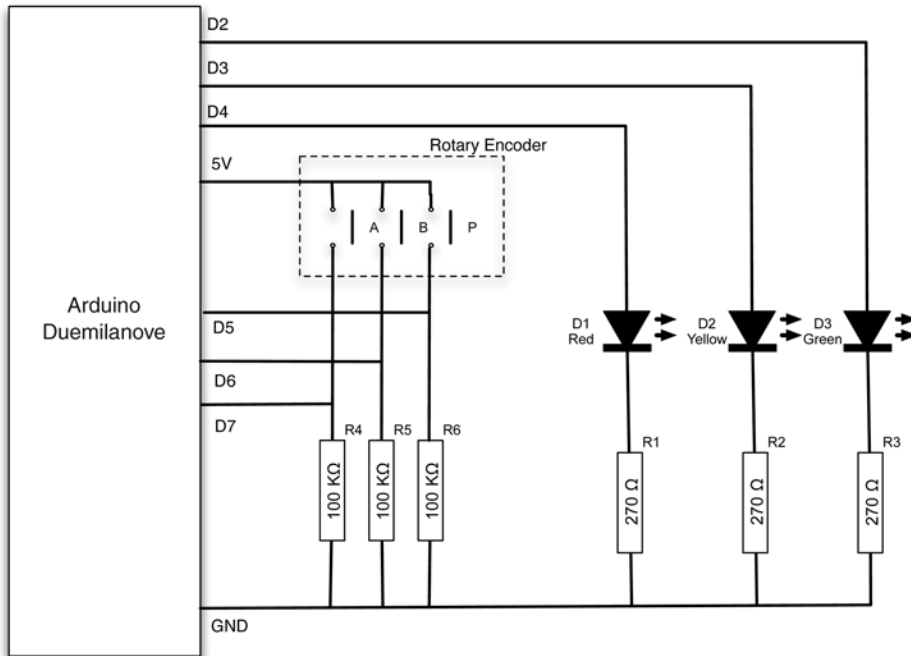 D2
D3
D4
Rotary Encoder
5V
A
B
P
Arduino
Duemilanove
D5
D6
D7
D1
Red
D2
Yellow
D3
Green
R4
R5
R6
R1
R2
R3
100 KΩ
100 KΩ
100 KΩ
270 Ω
270 Ω
270 Ω
GND